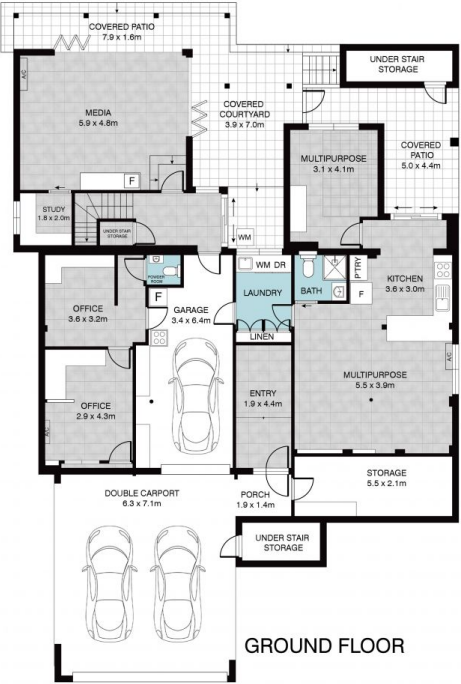 COVERED PATIO
7.9 x 1.6m
A/C
MEDIA
5.9 x 4.8m
F
COVERED
COURTYARD
3.9 x 7.0m
UNDER STAIR
STORAGE
MULTIPURPOSE
3.1 x 4.1m
COVERED
PATIO
5.0 x 4.4m
STUDY
1.8 x 2.0m
UNDER STAIR
STORAGE
WM
POWDER
ROOM
F
GARAGE
3.4 x 6.4m
WM DR
LAUNDRY
LINEN
BATH
PTRY
F
KITCHEN
3.6 x 3.0m
OFFICE
3.6 x 3.2m
OFFICE
2.9 x 4.3m
A/C
ENTRY
1.9 x 4.4m
MULTIPURPOSE
5.5 x 3.9m
A/C
DOUBLE CARPORT
6.3 x 7.1m
PORCH
1.9 x 1.4m
STORAGE
5.5 x 2.1m
UNDER STAIR
STORAGE
GROUND FLOOR